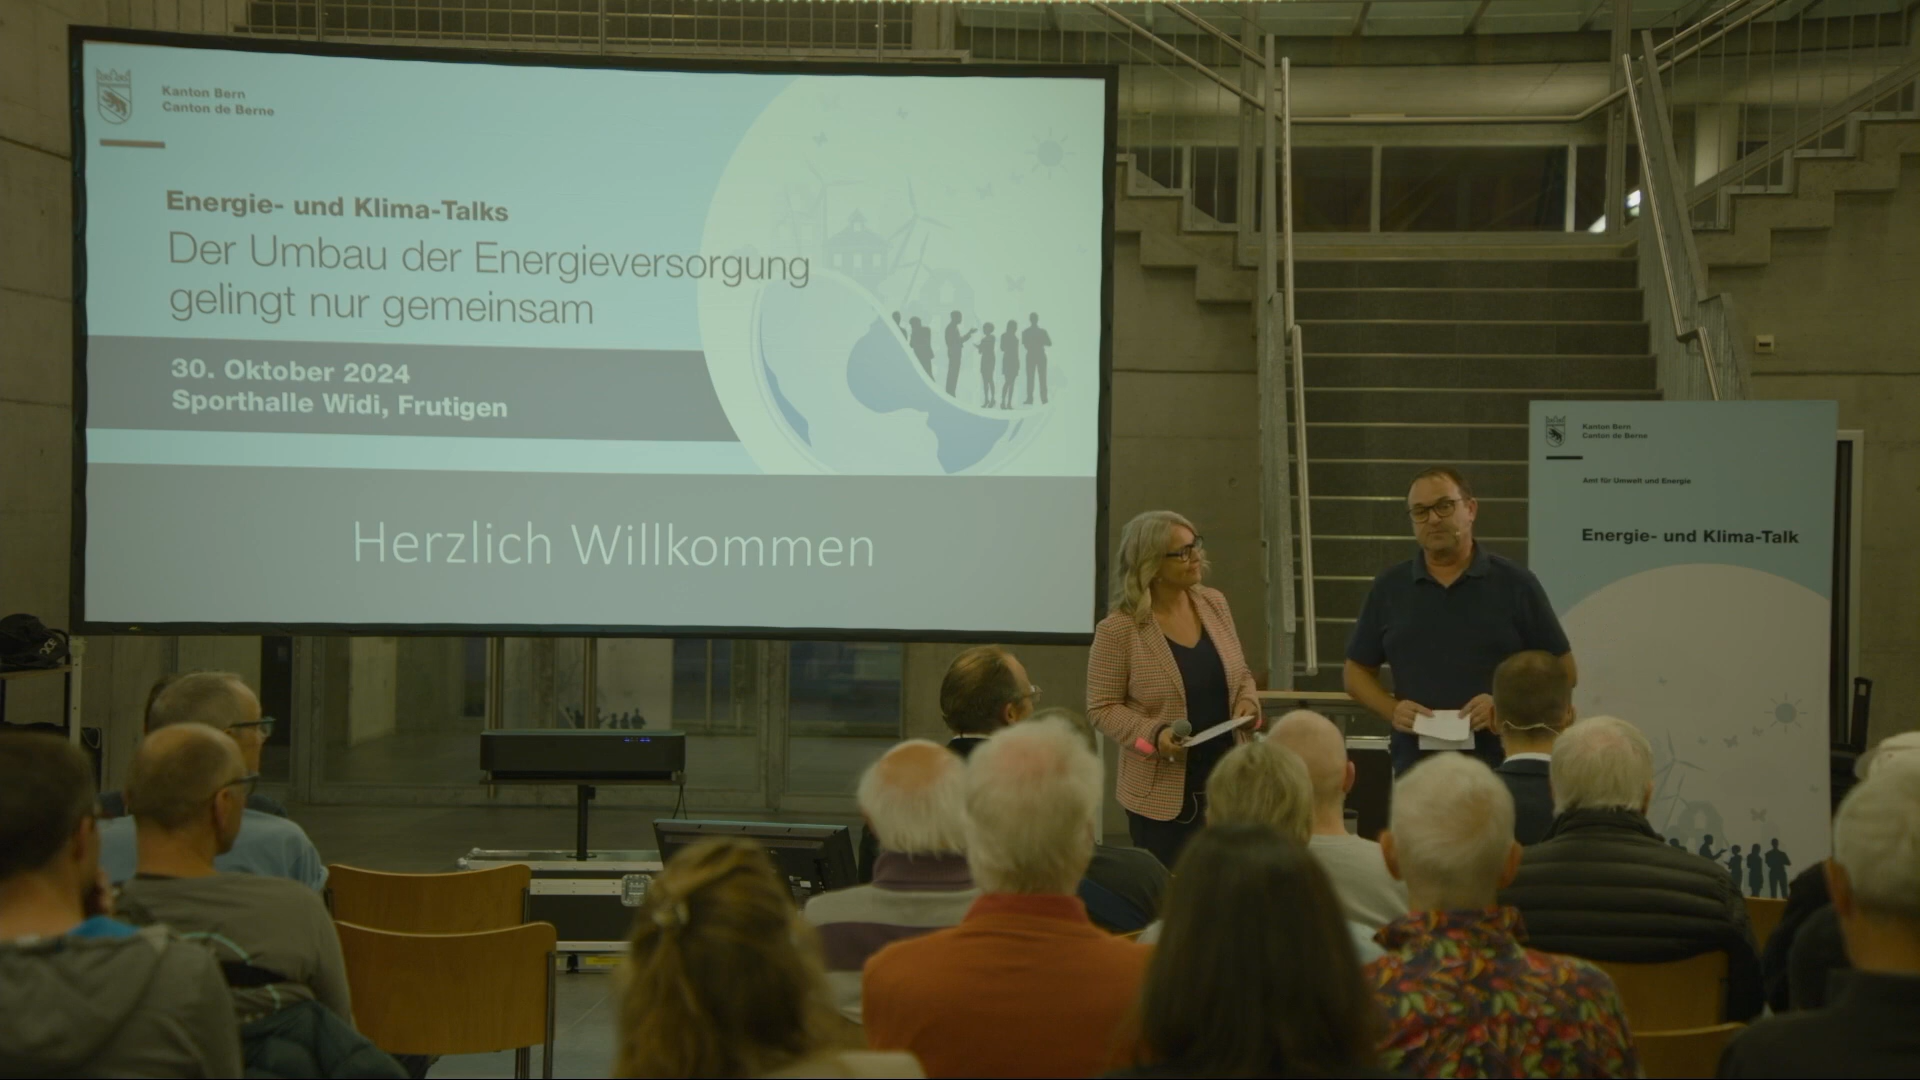 Kanton Bern
Canton de Berne
Energie- und Klima-Talks
Der Umbau der Energieversorgung
gelingt nur gemeinsam
30. Oktober 2024
Sporthalle Widi, Frutigen
Herzlich Willkommen
Kanton Bern
Canton de Berne
Amt für Umwelt und Energie
Energie- und Klima-Talk